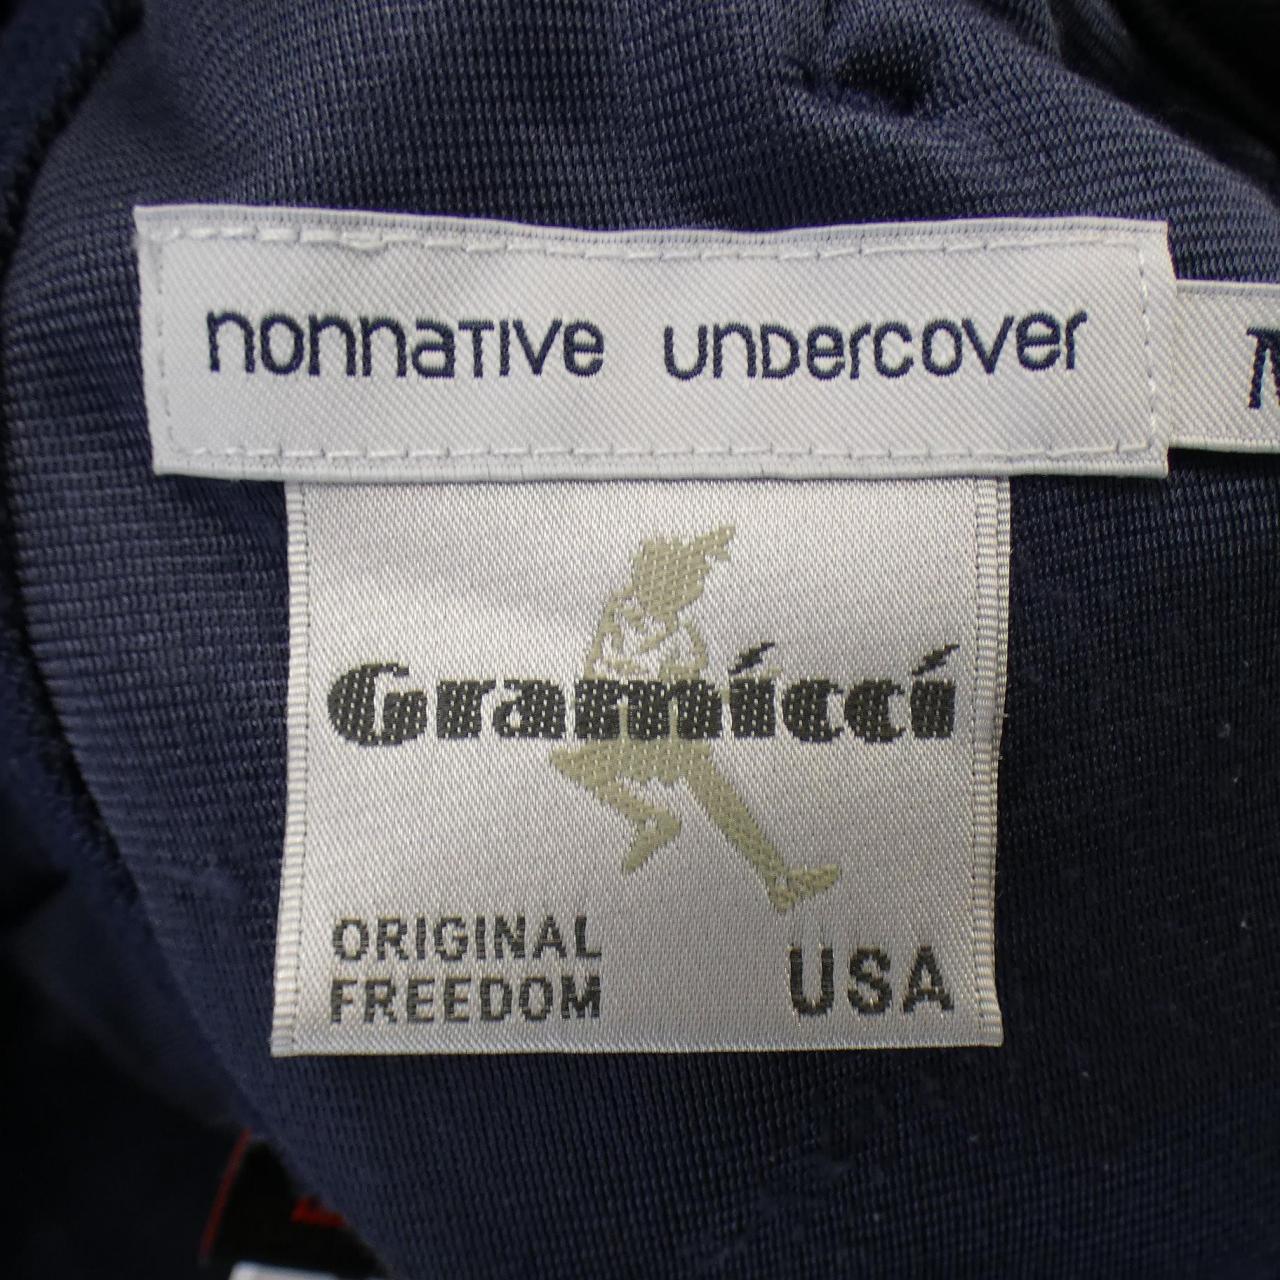 nonnative undercover
Gramicci
ORIGINAL
FREEDOM
USA